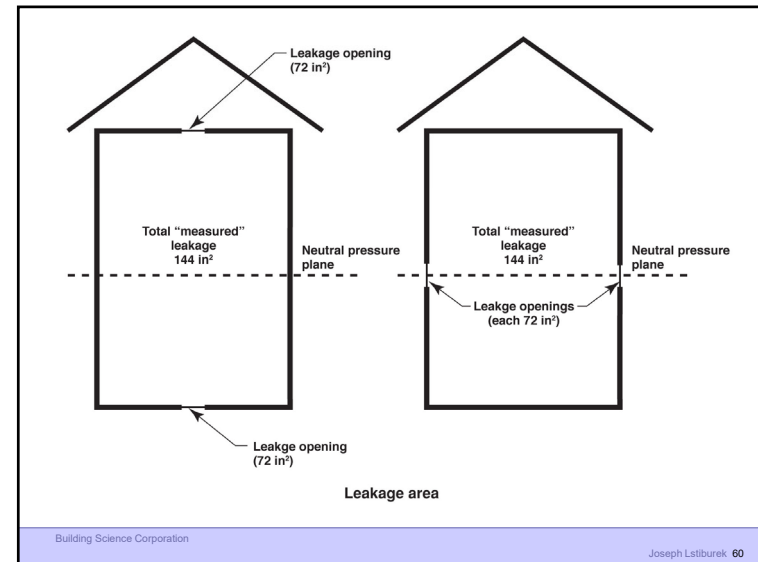 Leakage opening
(72 in²)
Total “measured”
leakage
144 in²
Neutral pressure
plane
Leakge opening
(72 in²)
Total “measured”
leakage
144 in²
Neutral pressure
plane
Leakge openings
(each 72 in²)
Leakage area
Building Science Corporation
Joseph Lstiburek 60